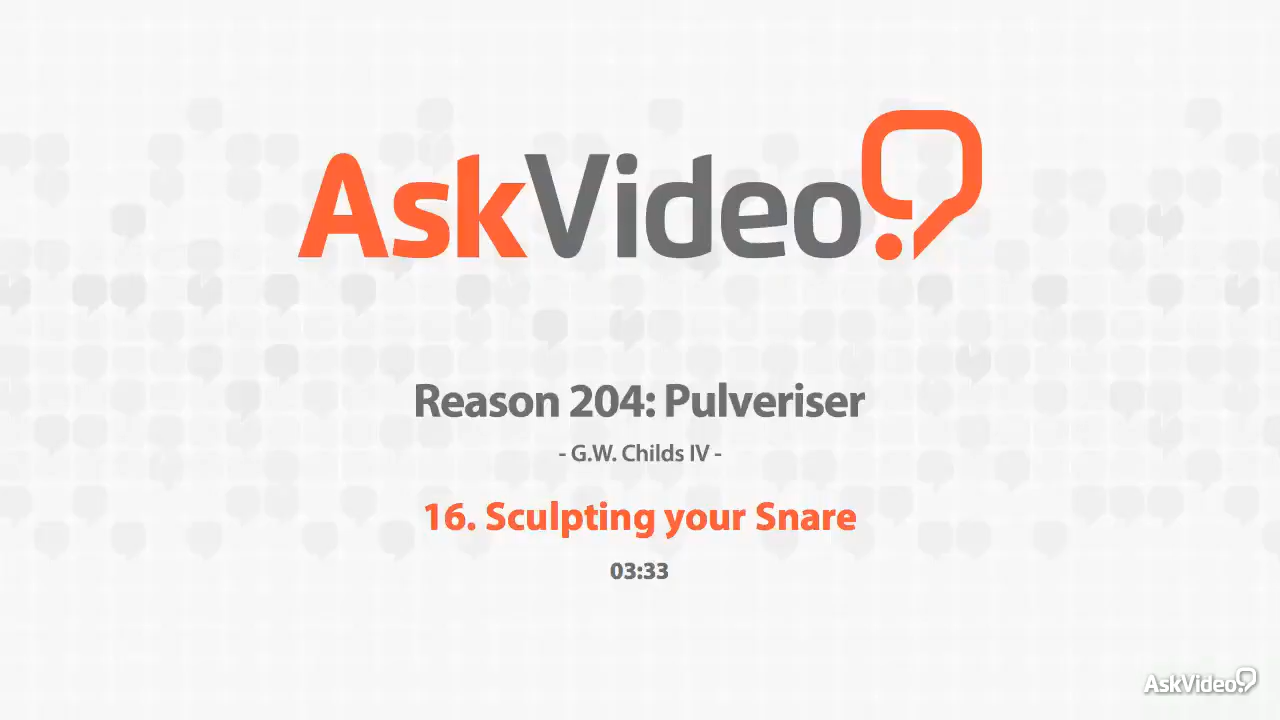 AskVideo
Reason 204: Pulveriser
- G.W. Childs IV -
16. Sculpting your Snare
03:33
AskVideo